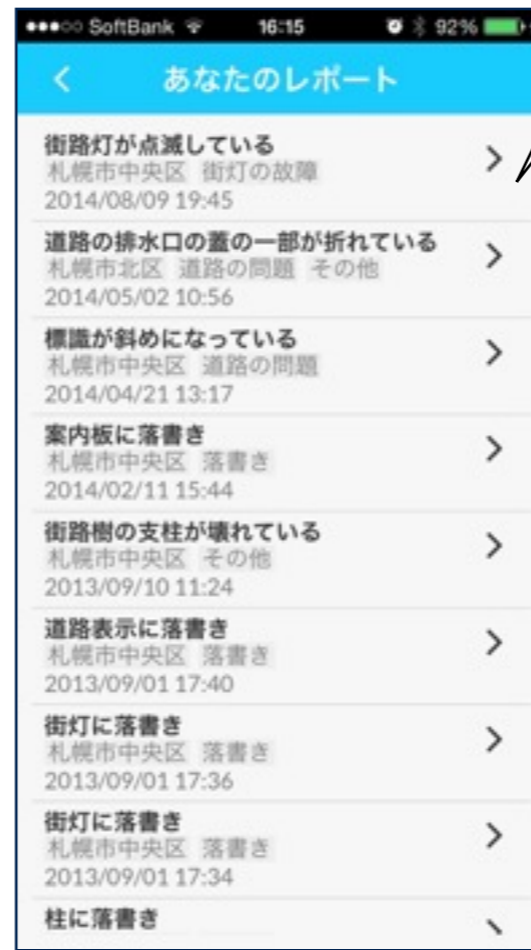 SoftBank 16:15 92%
あなたのレポート
街路灯が点滅している
札幌市中央区 街灯の故障
2014/08/09 19:45
道路の排水口の蓋の一部が折れている
札幌市北区 道路の問題 その他
2014/05/02 10:56
標識が斜めになっている
札幌市中央区 道路の問題
2014/04/21 13:17
案内板に落書き
札幌市中央区 落書き
2014/02/11 15:44
街路樹の支柱が壊れている
札幌市中央区 その他
2013/09/10 11:24
道路表示に落書き
札幌市中央区 落書き
2013/09/01 17:40
街灯に落書き
札幌市中央区 落書き
2013/09/01 17:36
街灯に落書き
札幌市中央区 落書き
2013/09/01 17:34
柱に落書き